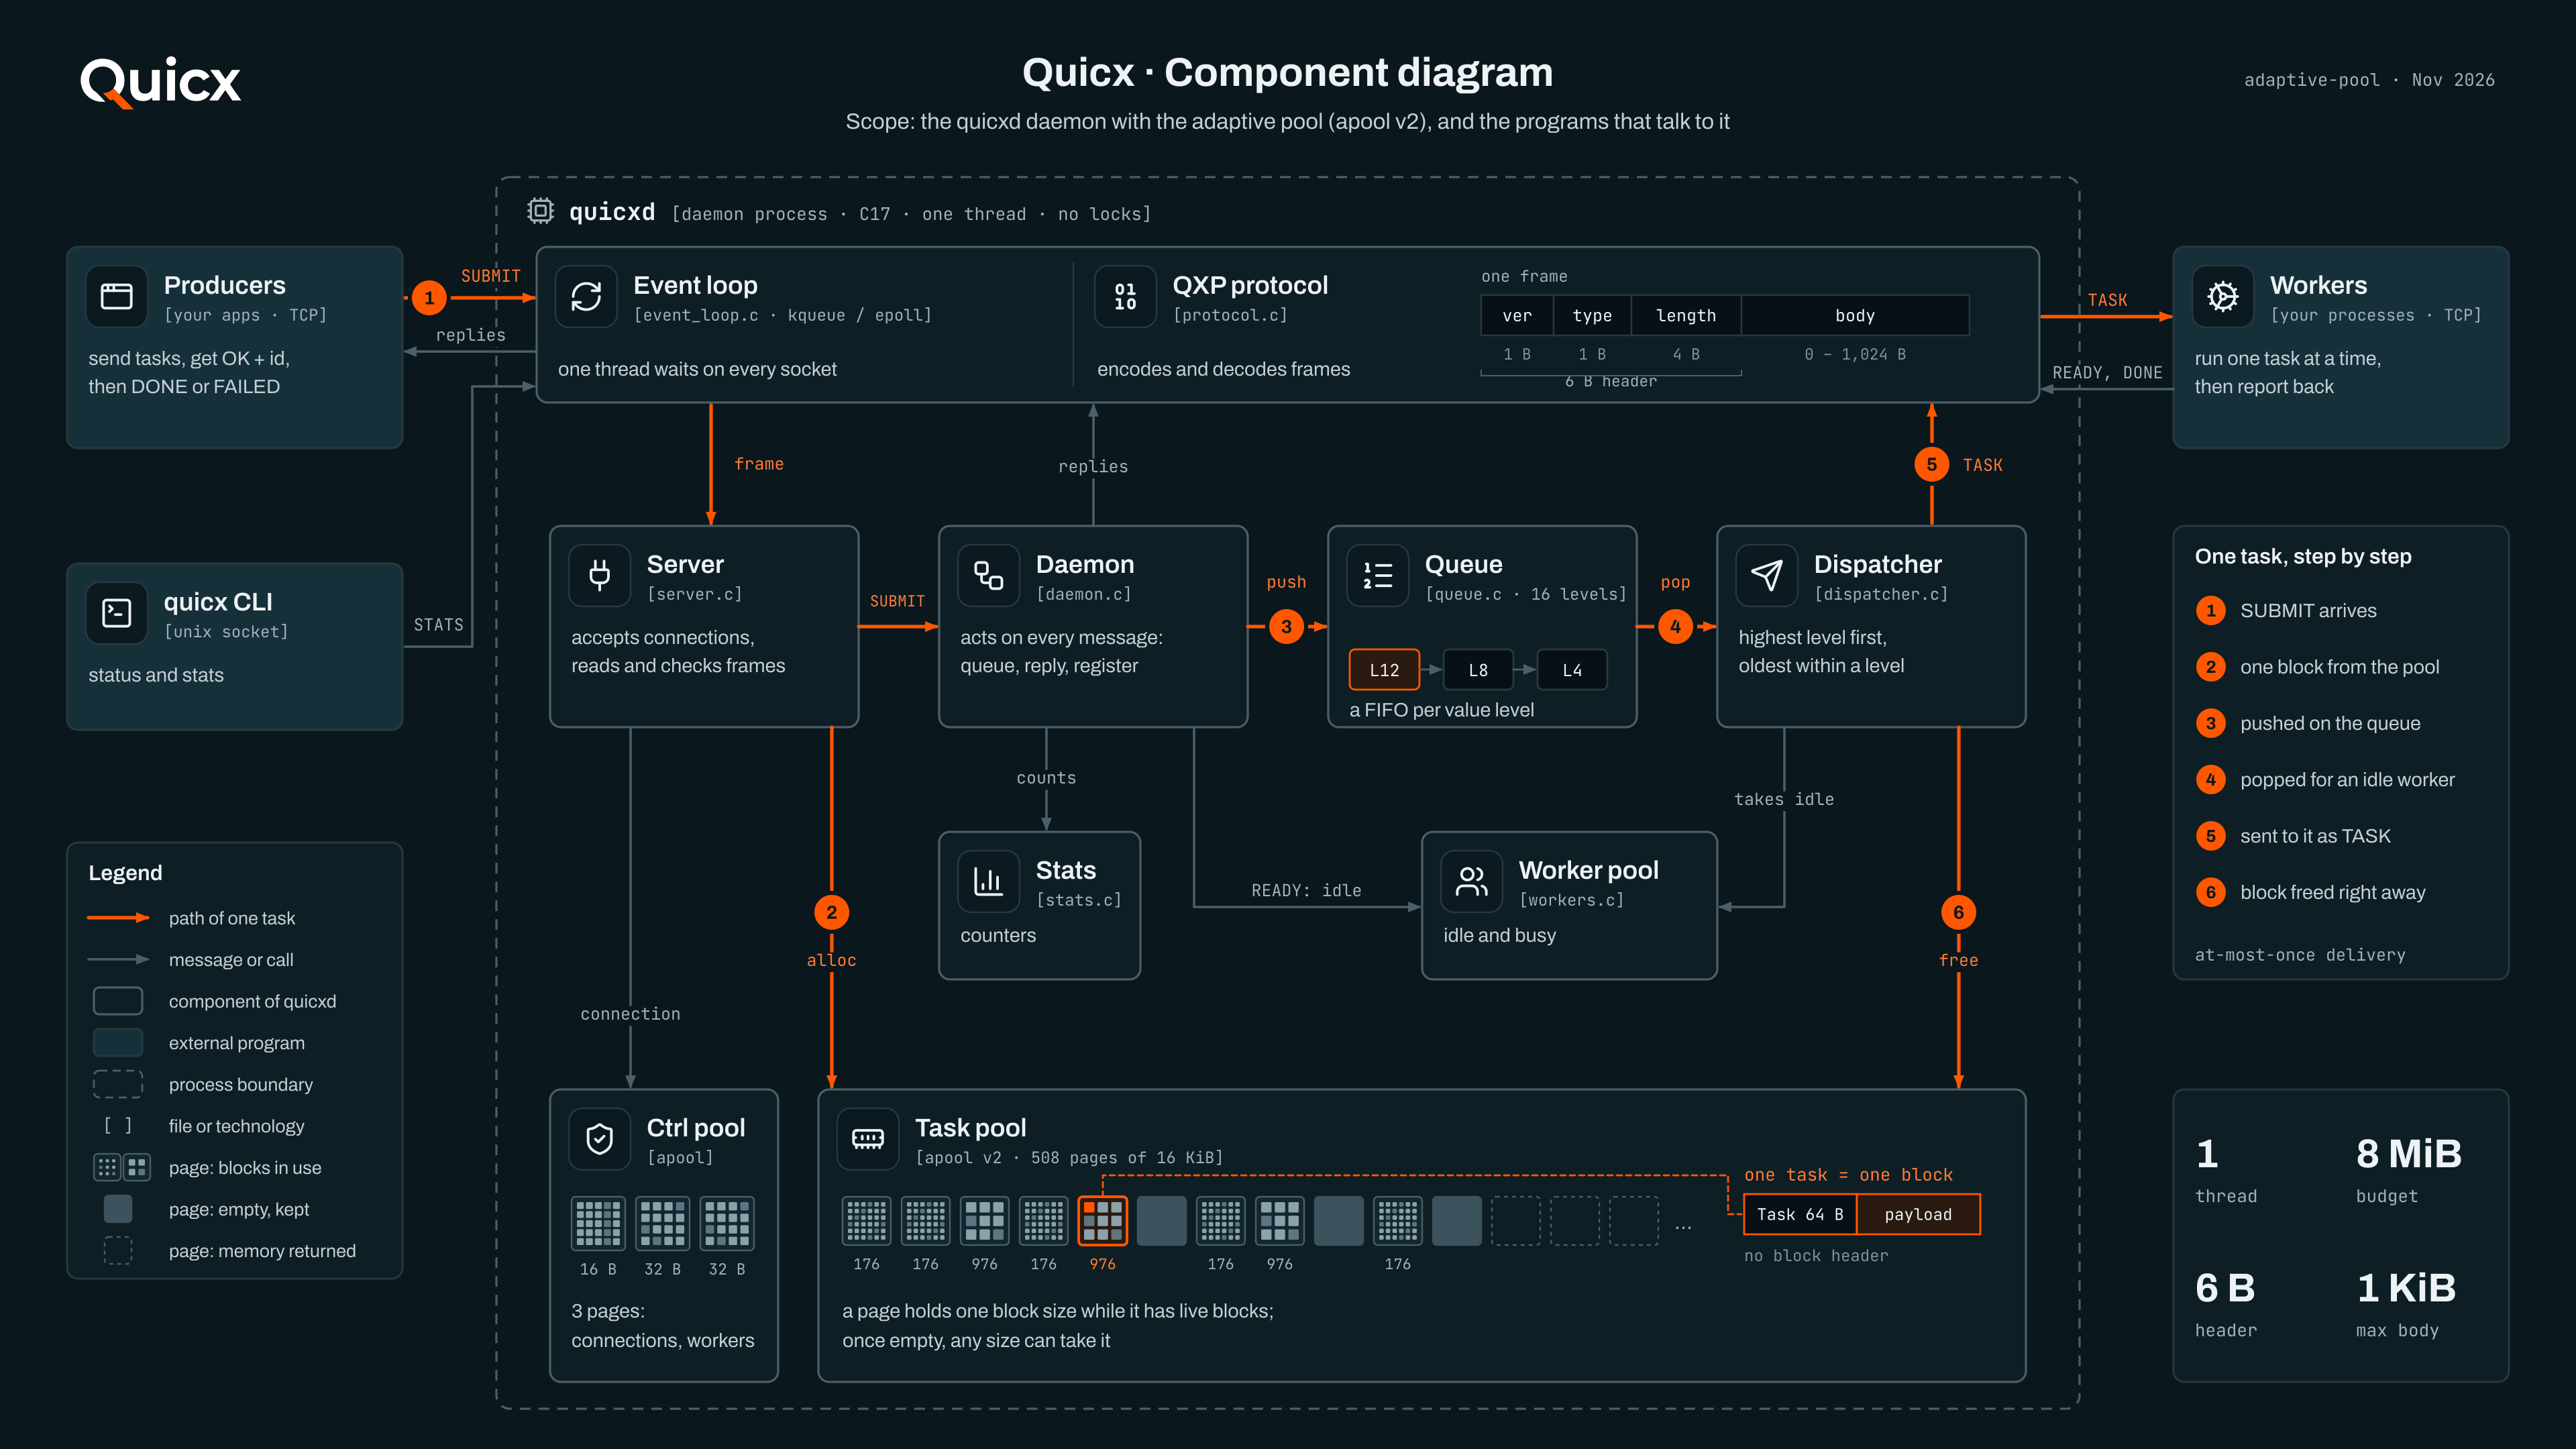 Quicx
Quicx · Component diagram
adaptive-pool · Nov 2026
Scope: the quicxd daemon with the adaptive pool (apool v2), and the programs that talk to it
quicxd [daemon process · C17 · one thread · no locks]
Producers
[your apps · TCP]
send tasks, get OK + id,
then DONE or FAILED
1
SUBMIT
replies
Event loop
[event_loop.c · kqueue / epoll]
one thread waits on every socket
01
10
QXP protocol
[protocol.c]
encodes and decodes frames
one frame
ver type length body
1 B 1 B 4 B 0 – 1,024 B
6 B header
TASK
READY, DONE
Workers
[your processes · TCP]
run one task at a time,
then report back
frame
replies
5 TASK
quicx CLI
[unix socket]
status and stats
STATS
Server
[server.c]
accepts connections,
reads and checks frames
SUBMIT
Daemon
[daemon.c]
acts on every message:
queue, reply, register
push
3
1
2
Queue
[queue.c · 16 levels]
L12 L8 L4
a FIFO per value level
pop
4
Dispatcher
[dispatcher.c]
highest level first,
oldest within a level
One task, step by step
1 SUBMIT arrives
2 one block from the pool
3 pushed on the queue
4 popped for an idle worker
5 sent to it as TASK
6 block freed right away
at-most-once delivery
counts
takes idle
Stats
[stats.c]
counters
READY: idle
Worker pool
[workers.c]
idle and busy
2
alloc
6
free
connection
Legend
path of one task
message or call
component of quicxd
external program
process boundary
[ ] file or technology
page: blocks in use
page: empty, kept
page: memory returned
Ctrl pool
[apool]
16 B 32 B 32 B
3 pages:
connections, workers
Task pool
[apool v2 · 508 pages of 16 KiB]
...
176 176 976 176 976 176 976 176
one task = one block
Task 64 B payload
no block header
a page holds one block size while it has live blocks;
once empty, any size can take it
1
thread
8 MiB
budget
6 B
header
1 KiB
max body